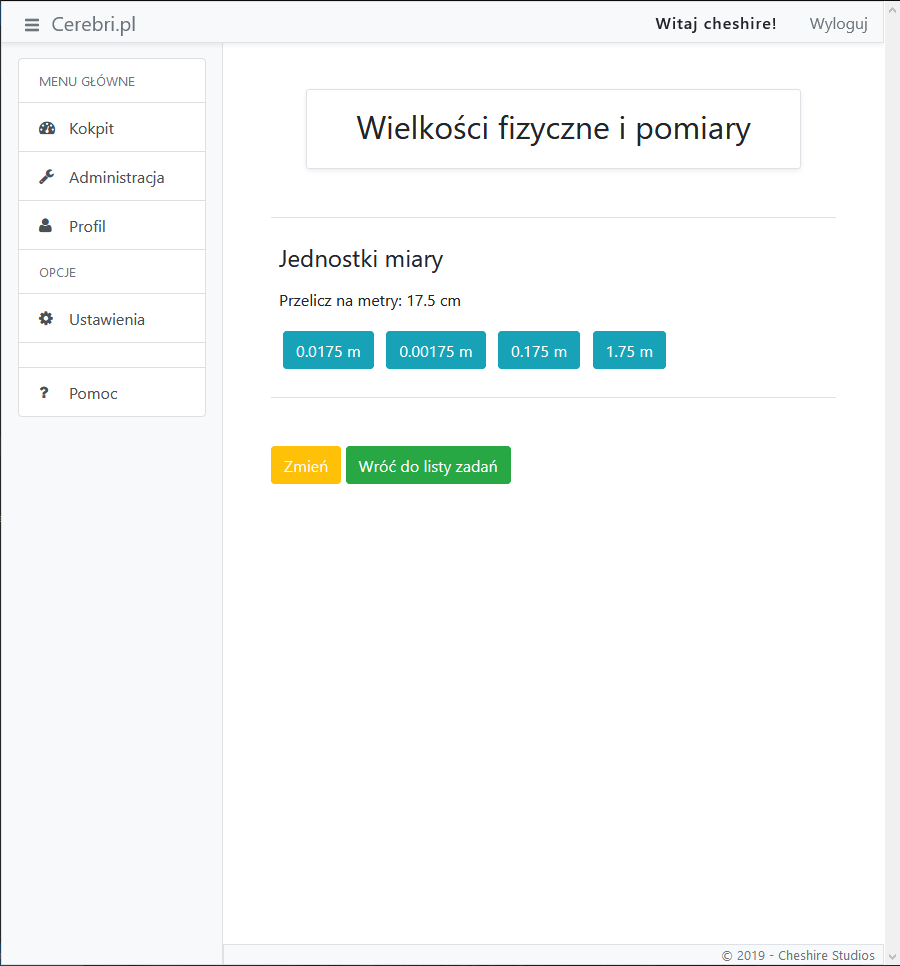 Cerebri.pl
Witaj cheshire! Wyloguj
MENU GŁÓWNE
Kokpit
Administracja
Profil
OPCJE
Ustawienia
? Pomoc
Wielkości fizyczne i pomiary
Jednostki miary
Przelicz na metry: 17.5 cm
0.0175 m 0.00175 m 0.175 m 1.75 m
Zmień Wróć do listy zadań
© 2019 - Cheshire Studios